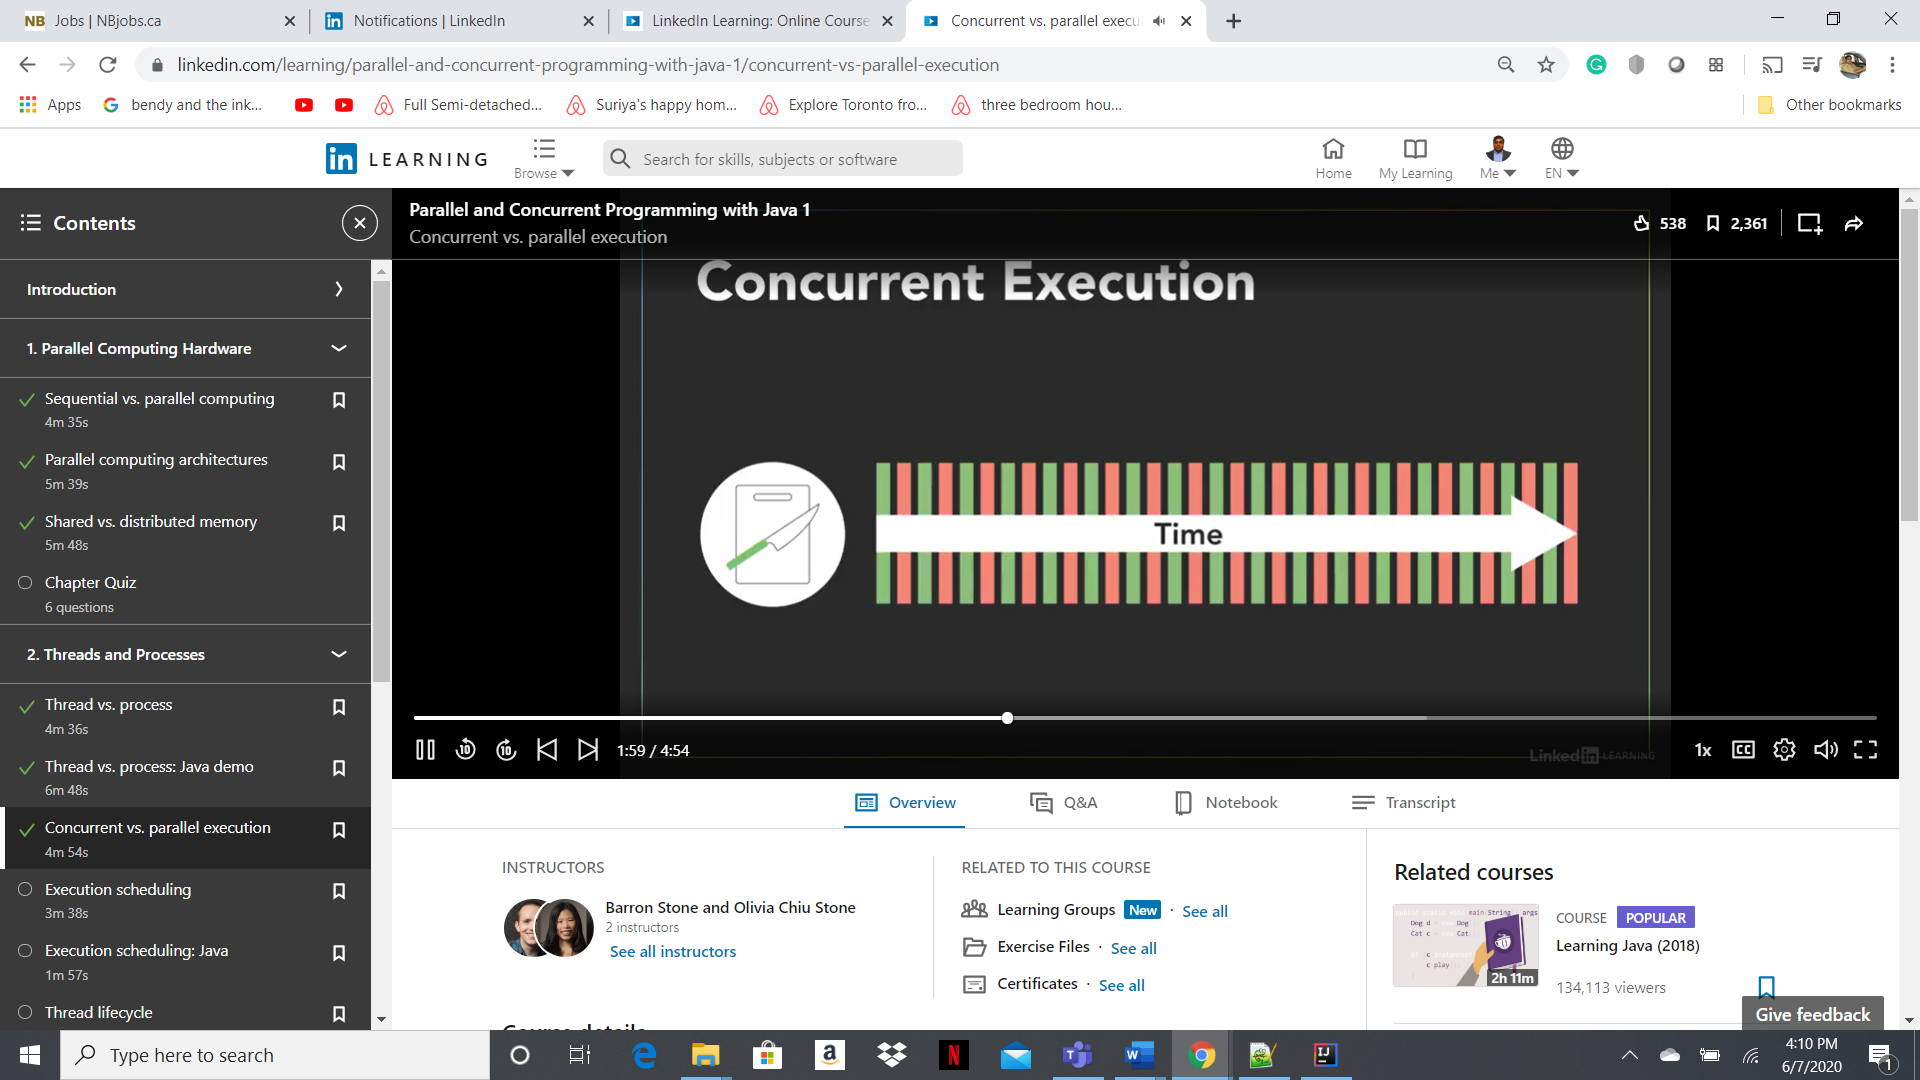 NB Jobs | NBjobs.ca
Notifications | LinkedIn
LinkedIn Learning: Online Course
Concurrent vs. parallel execu
linkedin.com/learning/parallel-and-concurrent-programming-with-java-1/concurrent-vs-parallel-execution
Apps
bendy and the ink...
Full Semi-detached...
Suriya's happy hom...
Explore Toronto fro...
three bedroom hou...
Other bookmarks
in LEARNING
Browse
Search for skills, subjects or software
Home
My Learning
Me
EN
Contents
Introduction
1. Parallel Computing Hardware
Sequential vs. parallel computing
4m 35s
Parallel computing architectures
5m 39s
Shared vs. distributed memory
5m 48s
Chapter Quiz
6 questions
2. Threads and Processes
Thread vs. process
4m 36s
Thread vs. process: Java demo
6m 48s
Concurrent vs. parallel execution
4m 54s
Execution scheduling
3m 38s
Execution scheduling: Java
1m 57s
Thread lifecycle
Parallel and Concurrent Programming with Java 1
Concurrent vs. parallel execution
538
2,361
Concurrent Execution
Time
10
10
1:59 / 4:54
Linked in LEARNING
1x
CC
Overview
Q&A
Notebook
Transcript
INSTRUCTORS
Barron Stone and Olivia Chiu Stone
2 instructors
See all instructors
RELATED TO THIS COURSE
Learning Groups New · See all
Exercise Files · See all
Certificates · See all
Related courses
2h 11m
COURSE POPULAR
Learning Java (2018)
134,113 viewers
Give feedback
Type here to search
4:10 PM
6/7/2020
1